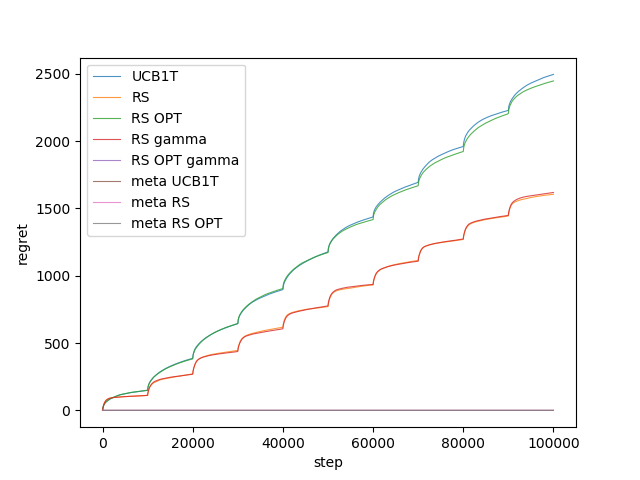 2500
2000
1500
1000
500
0
regret
UCB1T
RS
RS OPT
RS gamma
RS OPT gamma
meta UCB1T
meta RS
meta RS OPT
0 20000 40000 60000 80000 100000
step